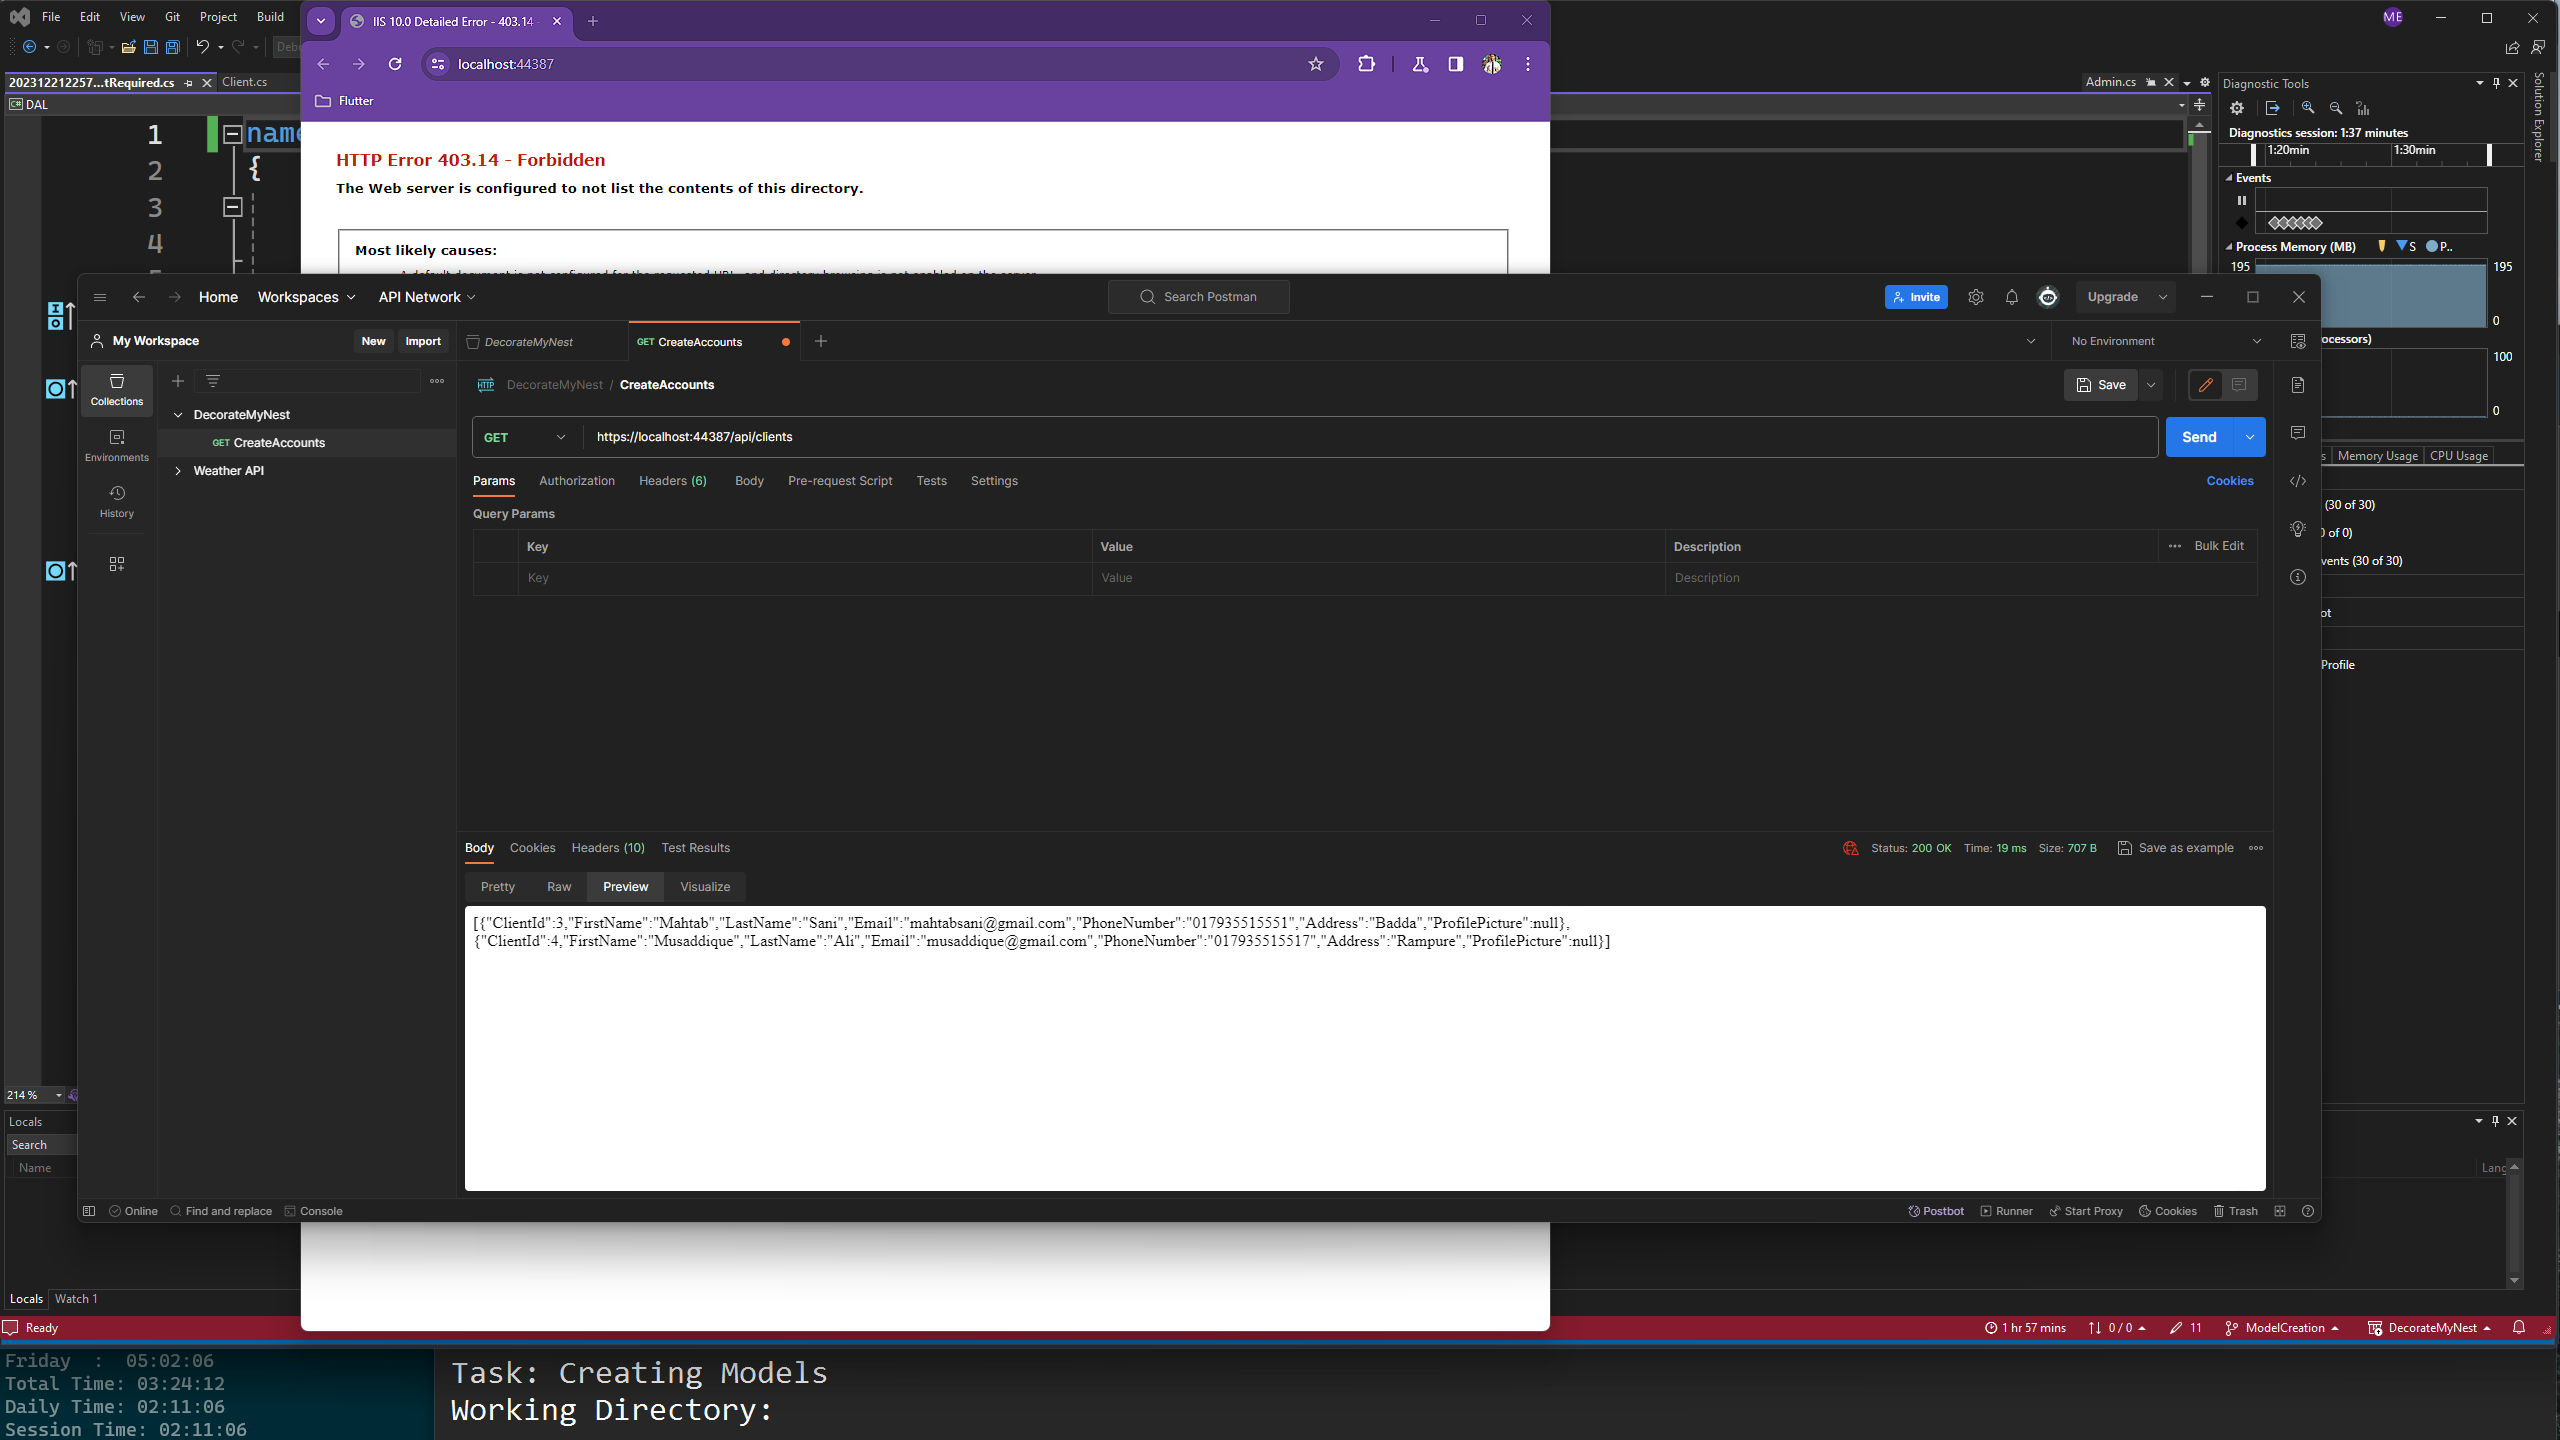 File Edit View Git Project Build
ME
IIS 10.0 Detailed Error - 403.14 -
localhost:44387
Flutter
202312212257...tRequired.cs Client.cs
Admin.cs
DAL
1 name
2 {
3
4
HTTP Error 403.14 - Forbidden
The Web server is configured to not list the contents of this directory.
Most likely causes:
Diagnostic Tools
Diagnostics session: 1:37 minutes
1:20min 1:30min
Events
Process Memory (MB) S P..
195 195
0
ocessors)
100
0
s Memory Usage CPU Usage
(30 of 30)
0 of 0)
vents (30 of 30)
ot
Profile
Solution Explorer
Home Workspaces API Network
Search Postman
Invite
Upgrade
My Workspace New Import
DecorateMyNest
GET CreateAccounts
No Environment
Collections
Environments
History
DecorateMyNest
GET CreateAccounts
Weather API
HTTP DecorateMyNest / CreateAccounts
Save
GET https://localhost:44387/api/clients
Send
Params Authorization Headers (6) Body Pre-request Script Tests Settings
Cookies
Query Params
Key Value Description Bulk Edit
Key Value Description
Body Cookies Headers (10) Test Results
Status: 200 OK Time: 19 ms Size: 707 B Save as example
Pretty Raw Preview Visualize
[{"ClientId":3,"FirstName":"Mahtab","LastName":"Sani","Email":"mahtabsani@gmail.com","PhoneNumber":"017935515551","Address":"Badda","ProfilePicture":null},
{"ClientId":4,"FirstName":"Musaddique","LastName":"Ali","Email":"musaddique@gmail.com","PhoneNumber":"017935515517","Address":"Rampure","ProfilePicture":null}]
Online Find and replace Console
Postbot Runner Start Proxy Cookies Trash
214 %
Locals
Search
Name
Lang
Locals Watch 1
Ready
1 hr 57 mins 0 / 0 11 ModelCreation DecorateMyNest
Friday : 05:02:06
Total Time: 03:24:12
Daily Time: 02:11:06
Session Time: 02:11:06
Task: Creating Models
Working Directory: